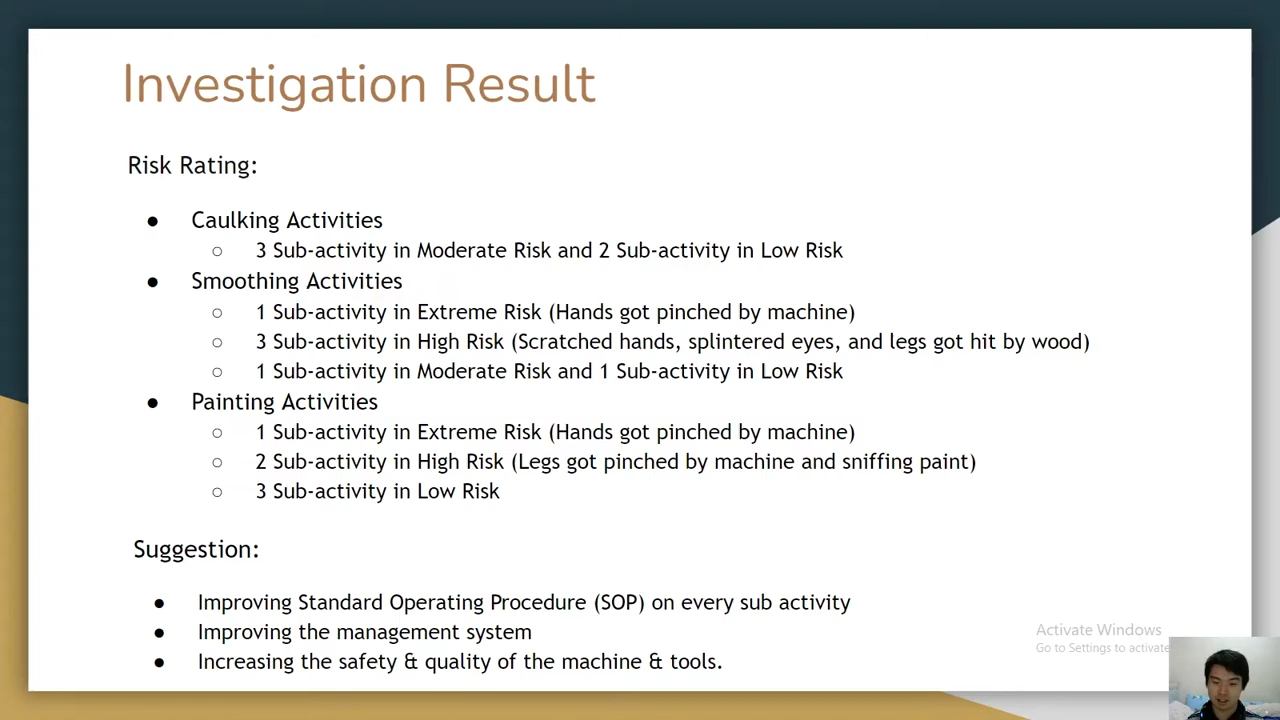 Investigation Result
Risk Rating:
● Caulking Activities
○ 3 Sub-activity in Moderate Risk and 2 Sub-activity in Low Risk
● Smoothing Activities
○ 1 Sub-activity in Extreme Risk (Hands got pinched by machine)
○ 3 Sub-activity in High Risk (Scratched hands, splintered eyes, and legs got hit by wood)
○ 1 Sub-activity in Moderate Risk and 1 Sub-activity in Low Risk
● Painting Activities
○ 1 Sub-activity in Extreme Risk (Hands got pinched by machine)
○ 2 Sub-activity in High Risk (Legs got pinched by machine and sniffing paint)
○ 3 Sub-activity in Low Risk
Suggestion:
● Improving Standard Operating Procedure (SOP) on every sub activity
● Improving the management system
● Increasing the safety & quality of the machine & tools.
Activate Windows
Go to Settings to activate